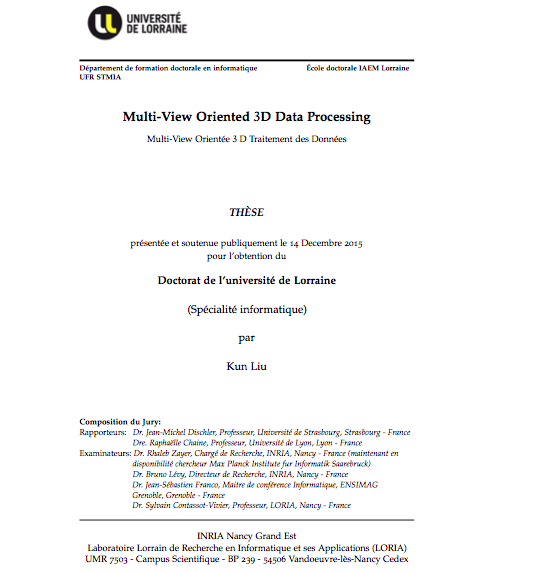 UNIVERSITÉ
DE LORRAINE
Département de formation doctorale en informatique École doctorale IAEM Lorraine
UFR STMIA
Multi-View Oriented 3D Data Processing
Multi-View Orientée 3 D Traitement des Données
THÈSE
présentée et soutenue publiquement le 14 Decembre 2015
pour l'obtention du
Doctorat de l'université de Lorraine
(Spécialité informatique)
par
Kun Liu
Composition du Jury:
Rapporteurs: Dr. Jean-Michel Dischler, Professeur, Université de Strasbourg, Strasbourg - France
Dre. Raphaëlle Chaine, Professeur, Université de Lyon, Lyon - France
Examinateurs: Dr. Rhaleb Zayer, Chargé de Recherche, INRIA, Nancy - France (maintenant en
disponibilité chercheur Max Planck Institute fur Informatik Saarebruck)
Dr. Bruno Lévy, Directeur de Recherche, INRIA, Nancy - France
Dr. Jean-Sébastien Franco, Maitre de conférence Informatique, ENSIMAG
Grenoble, Grenoble - France
Dr. Sylvain Contassot-Vivier, Professeur, LORIA, Nancy - France
INRIA Nancy Grand Est
Laboratoire Lorrain de Recherche en Informatique et ses Applications (LORIA)
UMR 7503 - Campus Scientifique - BP 239 - 54506 Vandoeuvre-lès-Nancy Cedex